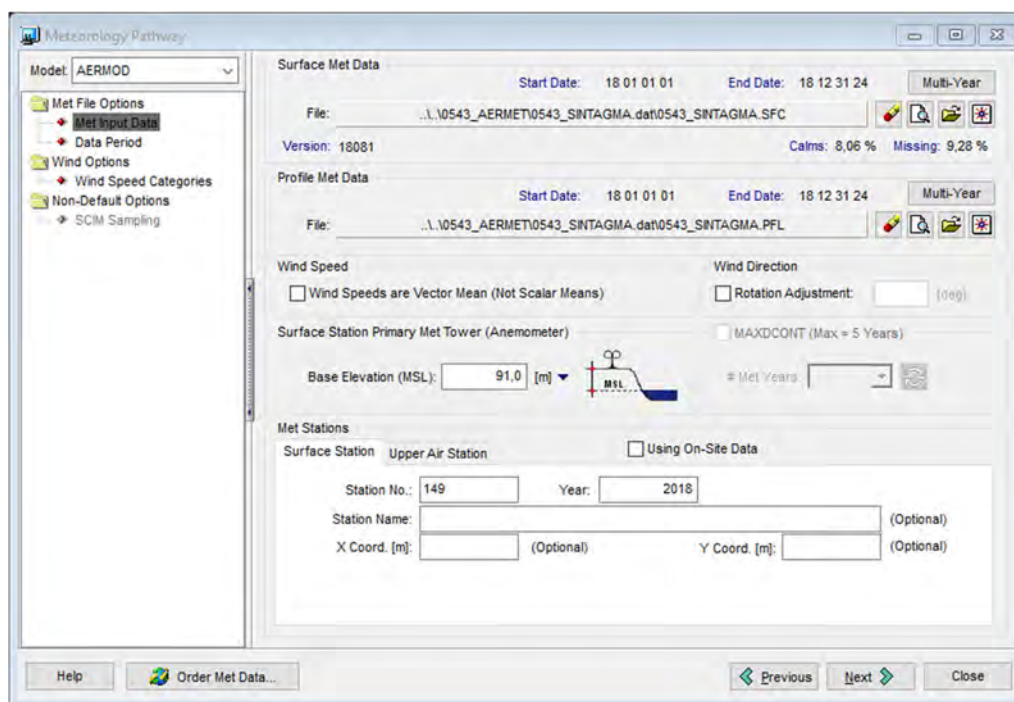 Meteorology Pathway
Model: AERMOD
Met File Options
Met Input Data
Data Period
Wind Options
Wind Speed Categories
Non-Default Options
SCIM Sampling
Surface Met Data
Start Date: 18 01 01 01 End Date: 18 12 31 24 Multi-Year
File: ..\..\0543_AERMET\0543_SINTAGMA.dat\0543_SINTAGMA.SFC
Version: 18081 Calms: 8,06 % Missing: 9,28 %
Profile Met Data
Start Date: 18 01 01 01 End Date: 18 12 31 24 Multi-Year
File: ..\..\0543_AERMET\0543_SINTAGMA.dat\0543_SINTAGMA.PFL
Wind Speed Wind Direction
Wind Speeds are Vector Mean (Not Scalar Means) Rotation Adjustment: [deg]
Surface Station Primary Met Tower (Anemometer) MAXDCONT (Max = 5 Years)
Base Elevation (MSL): 91,0 [m] MSL # Met Years:
Met Stations
Surface Station Upper Air Station Using On-Site Data
Station No.: 149 Year: 2018
Station Name: (Optional)
X Coord. [m]: (Optional) Y Coord. [m]: (Optional)
Help Order Met Data... Previous Next Close